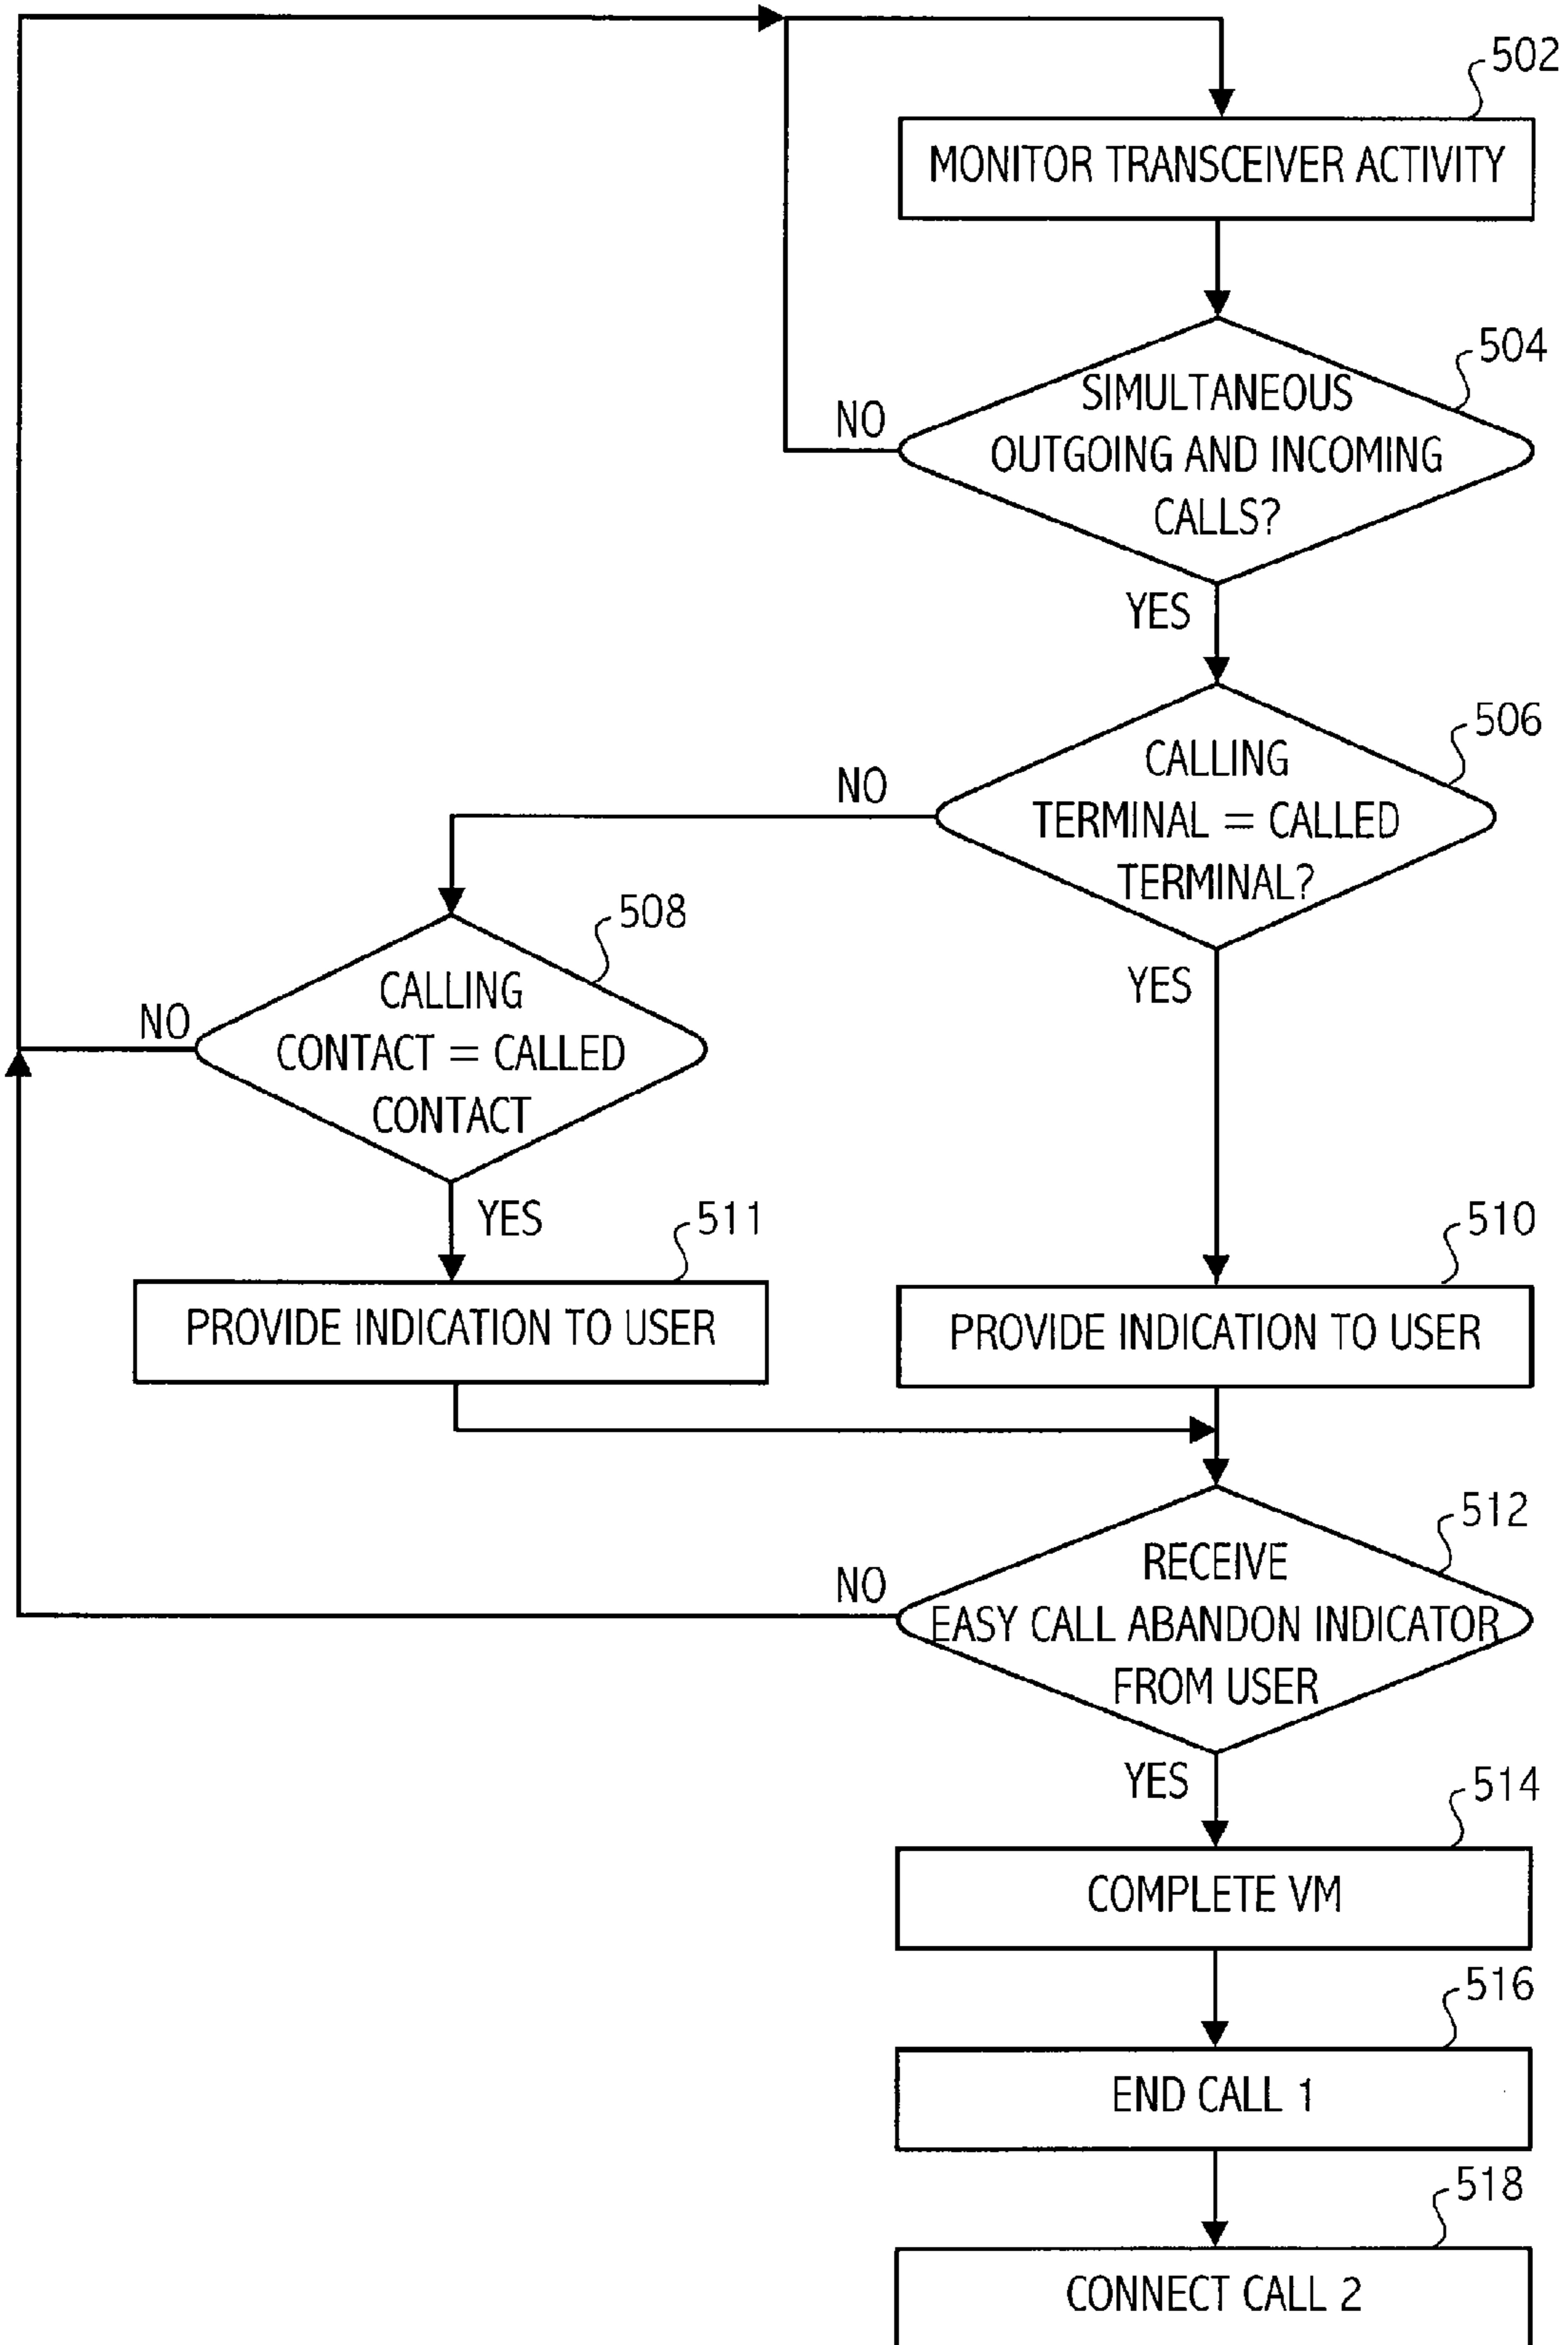 502
MONITOR TRANSCEIVER ACTIVITY
504
SIMULTANEOUS
OUTGOING AND INCOMING
CALLS?
NO
YES
506
CALLING
TERMINAL = CALLED
TERMINAL?
NO
YES
508
CALLING
CONTACT = CALLED
CONTACT
NO
YES
511
PROVIDE INDICATION TO USER
510
PROVIDE INDICATION TO USER
512
RECEIVE
EASY CALL ABANDON INDICATOR
FROM USER
NO
YES
514
COMPLETE VM
516
END CALL 1
518
CONNECT CALL 2